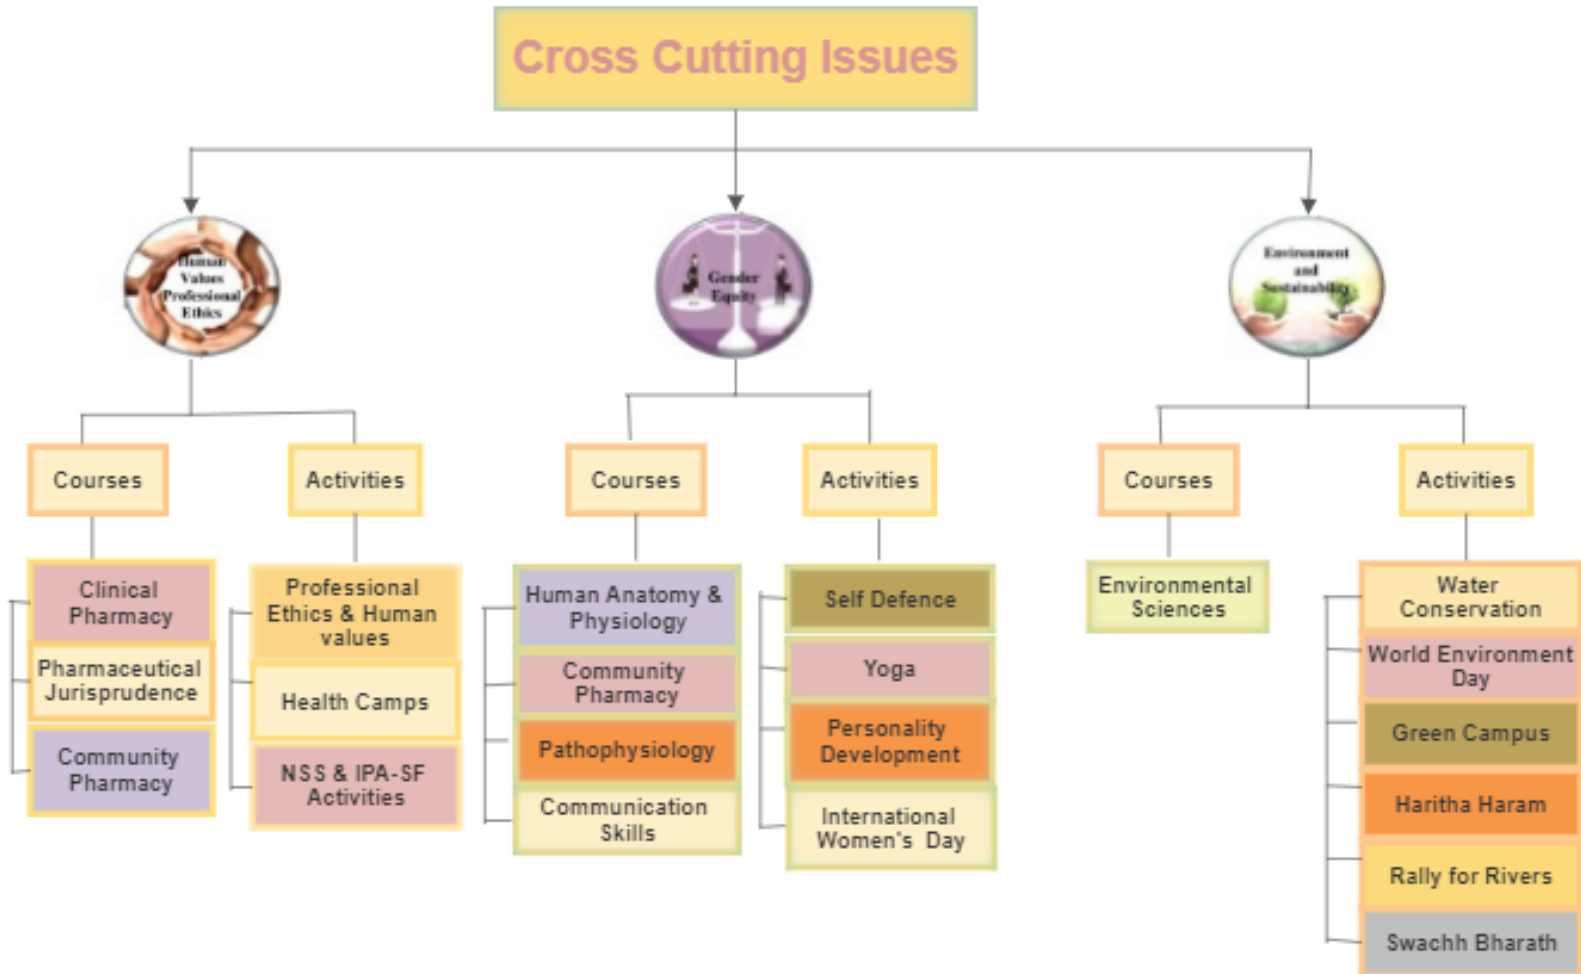 Cross Cutting Issues
Human
Values
Professional
Ethics
Gender
Equity
Environment
and
Sustainability
Courses
Activities
Courses
Activities
Courses
Activities
Clinical
Pharmacy
Pharmaceutical
Jurisprudence
Community
Pharmacy
Professional
Ethics & Human
values
Health Camps
NSS & IPA-SF
Activities
Human Anatomy &
Physiology
Community
Pharmacy
Pathophysiology
Communication
Skills
Self Defence
Yoga
Personality
Development
International
Women's Day
Environmental
Sciences
Water
Conservation
World Environment
Day
Green Campus
Haritha Haram
Rally for Rivers
Swachh Bharath